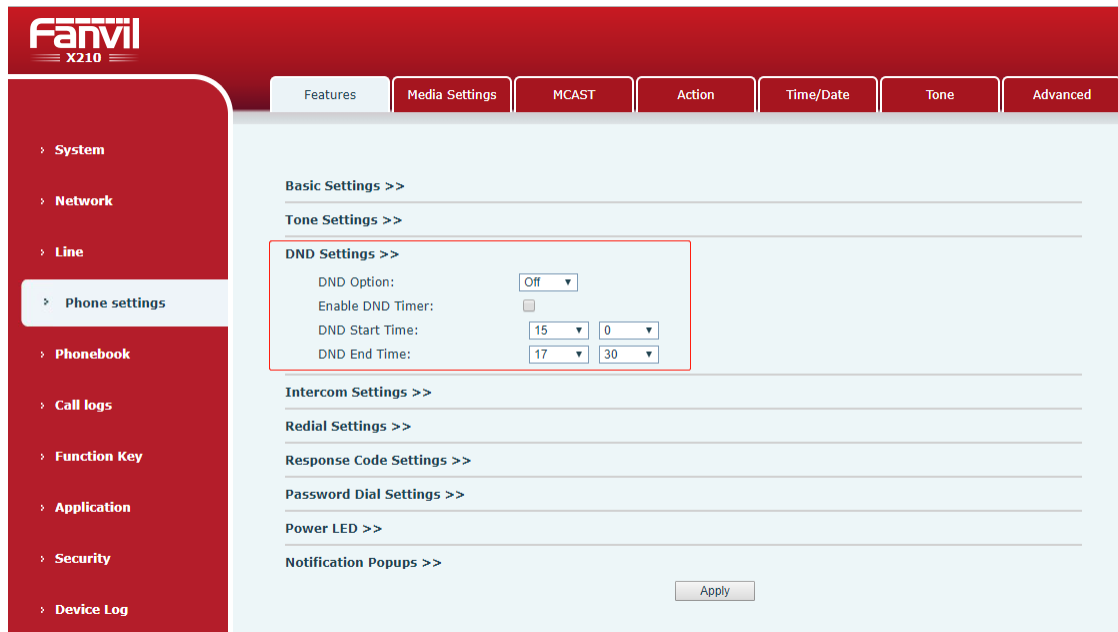 Fanvil
X210
Features
Media Settings
MCAST
Action
Time/Date
Tone
Advanced
System
Network
Line
Phone settings
Phonebook
Call logs
Function Key
Application
Security
Device Log
Basic Settings >>
Tone Settings >>
DND Settings >>
DND Option: Off
Enable DND Timer:
DND Start Time: 15 0
DND End Time: 17 30
Intercom Settings >>
Redial Settings >>
Response Code Settings >>
Password Dial Settings >>
Power LED >>
Notification Popups >>
Apply